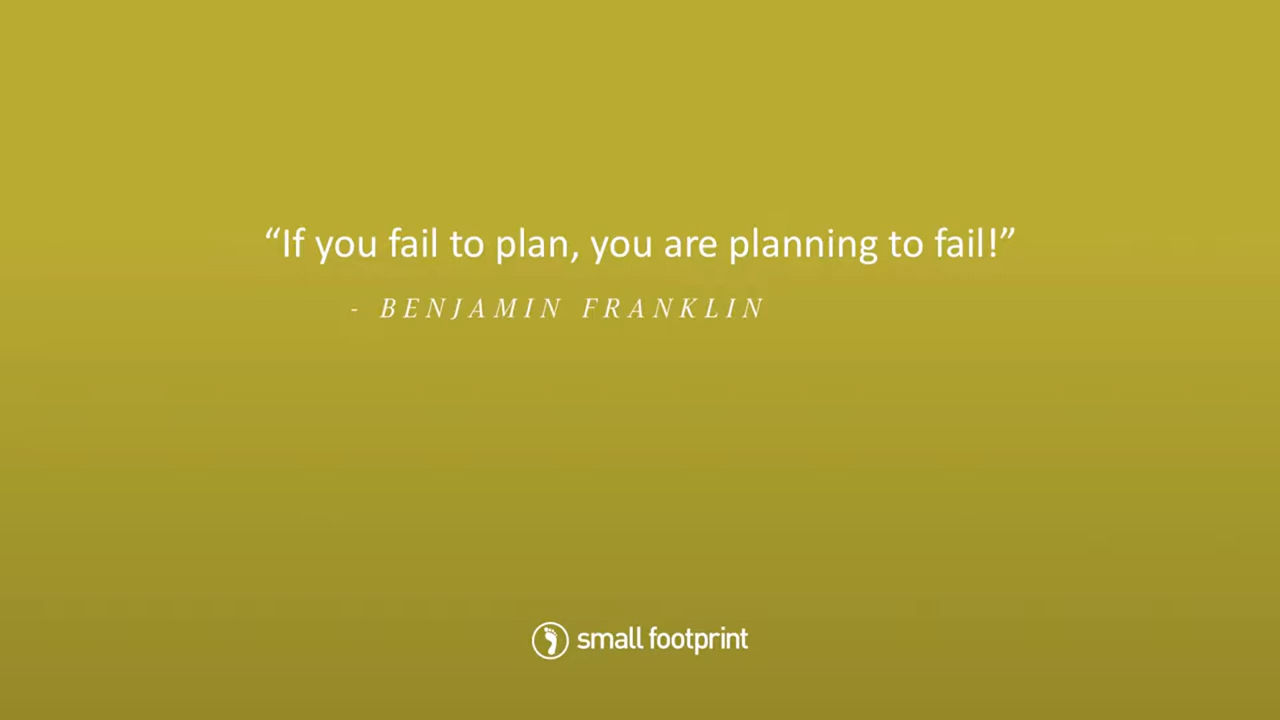 “If you fail to plan, you are planning to fail!”
- BENJAMIN FRANKLIN
small footprint